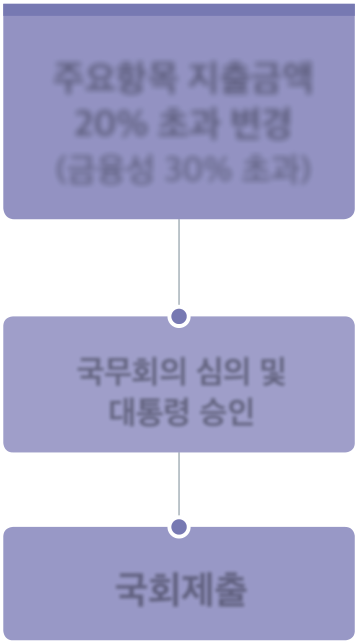 주요항목 지출금액
20% 초과 변경
(금융성 30% 초과)
국무회의 심의 및
대통령 승인
국회제출